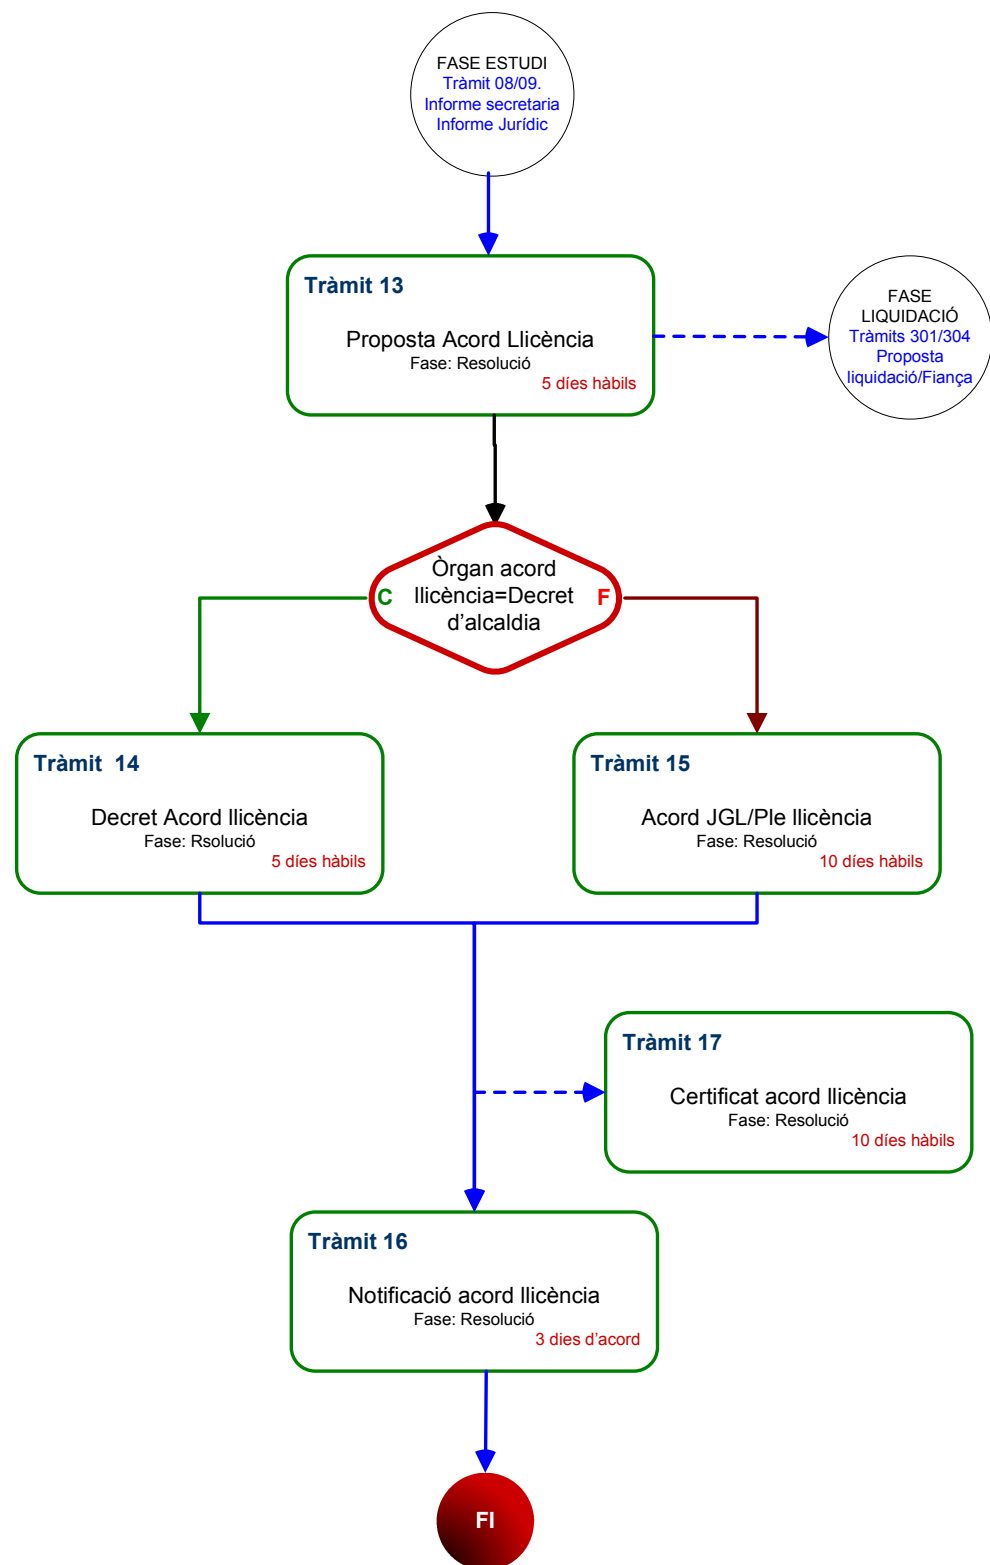 FASE ESTUDI
Tràmit 08/09.
Informe secretaria
Informe Jurídic
Tràmit 13
Proposta Acord Llicència
Fase: Resolució
5 díes hàbils
FASE
LIQUIDACIÓ
Tràmits 301/304
Proposta
liquidació/Fiança
Òrgan acord
llicència=Decret
d’alcaldia
C
F
Tràmit  14
Decret Acord llicència
Fase: Rsolució
5 díes hàbils
Tràmit 15
Acord JGL/Ple llicència
Fase: Resolució
10 díes hàbils
Tràmit 17
Certificat acord llicència
Fase: Resolució
10 díes hàbils
Tràmit 16
Notificació acord llicència
Fase: Resolució
3 dies d’acord
FI